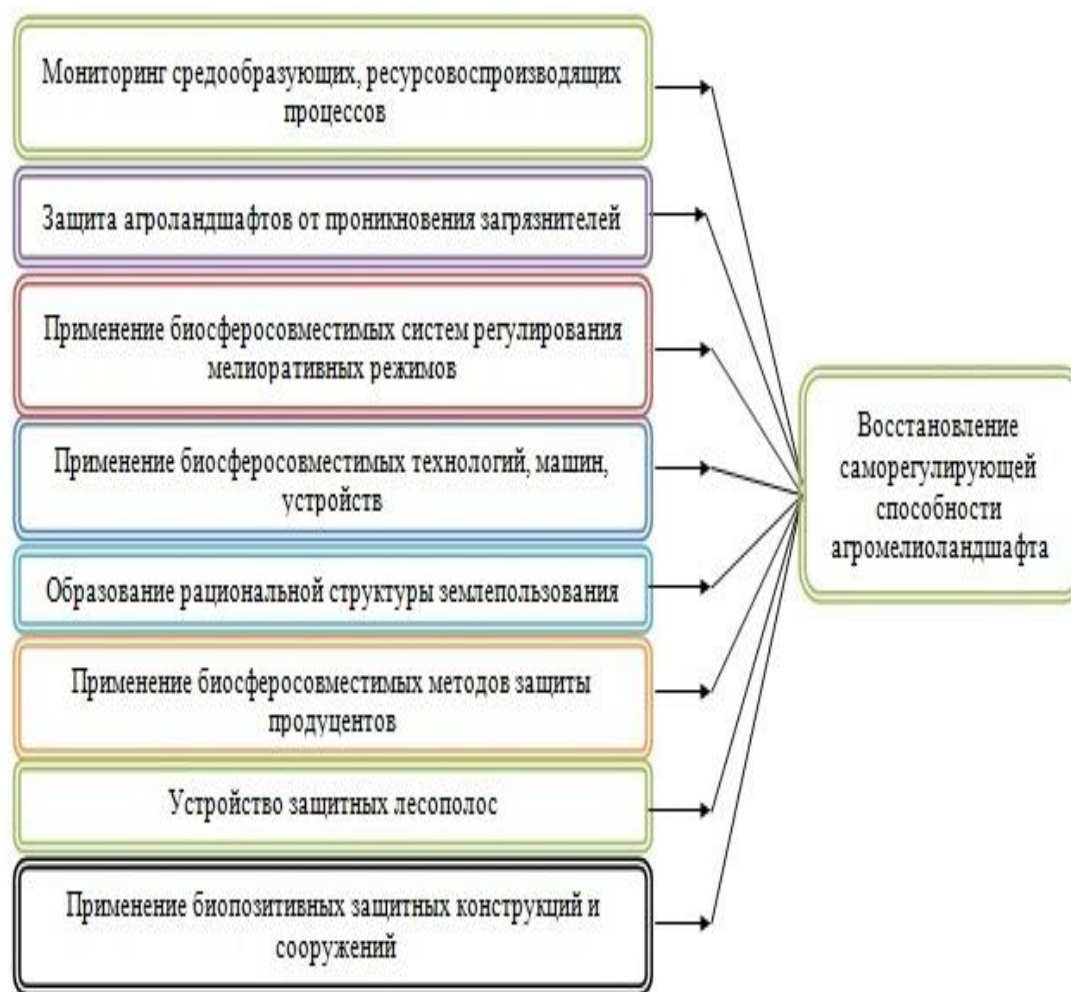 Мониторинг средообразующих, ресурсовоспроизводящих
процессов
Защита агроландшафтов от проникновения загрязнителей
Применение биосферосовместимых систем регулирования
мелиоративных режимов
Применение биосферосовместимых технологий, машин,
устройств
Образование рациональной структуры землепользования
Применение биосферосовместимых методов защиты
продуцентов
Устройство защитных лесополос
Применение биопозитивных защитных конструкций и
сооружений
Восстановление
саморегулирующей
способности
агромелиоландшафта